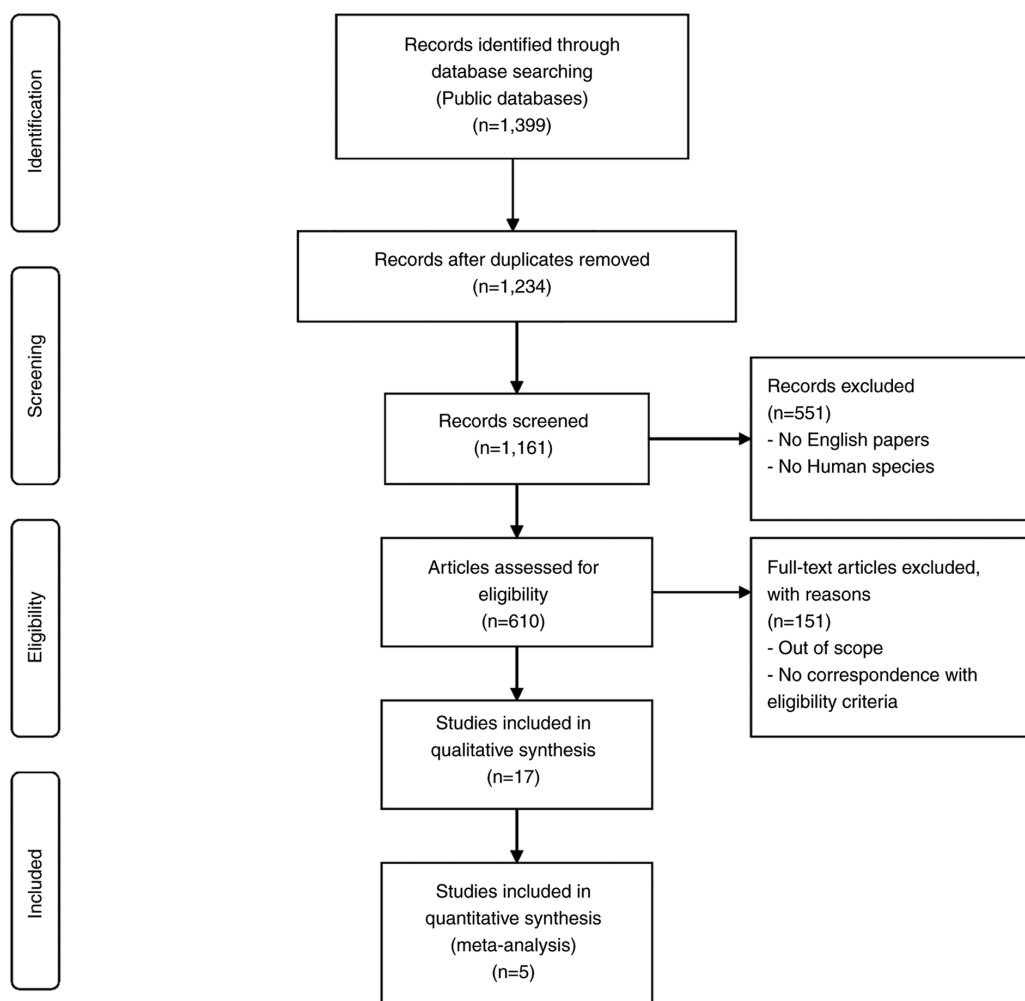 Identification
Records identified through
database searching
(Public databases)
(n=1,399)
Records after duplicates removed
(n=1,234)
Screening
Records screened
(n=1,161)
Records excluded
(n=551)
- No English papers
- No Human species
Eligibility
Articles assessed for
eligibility
(n=610)
Full-text articles excluded,
with reasons
(n=151)
- Out of scope
- No correspondence with
eligibility criteria
Studies included in
qualitative synthesis
(n=17)
Included
Studies included in
quantitative synthesis
(meta-analysis)
(n=5)